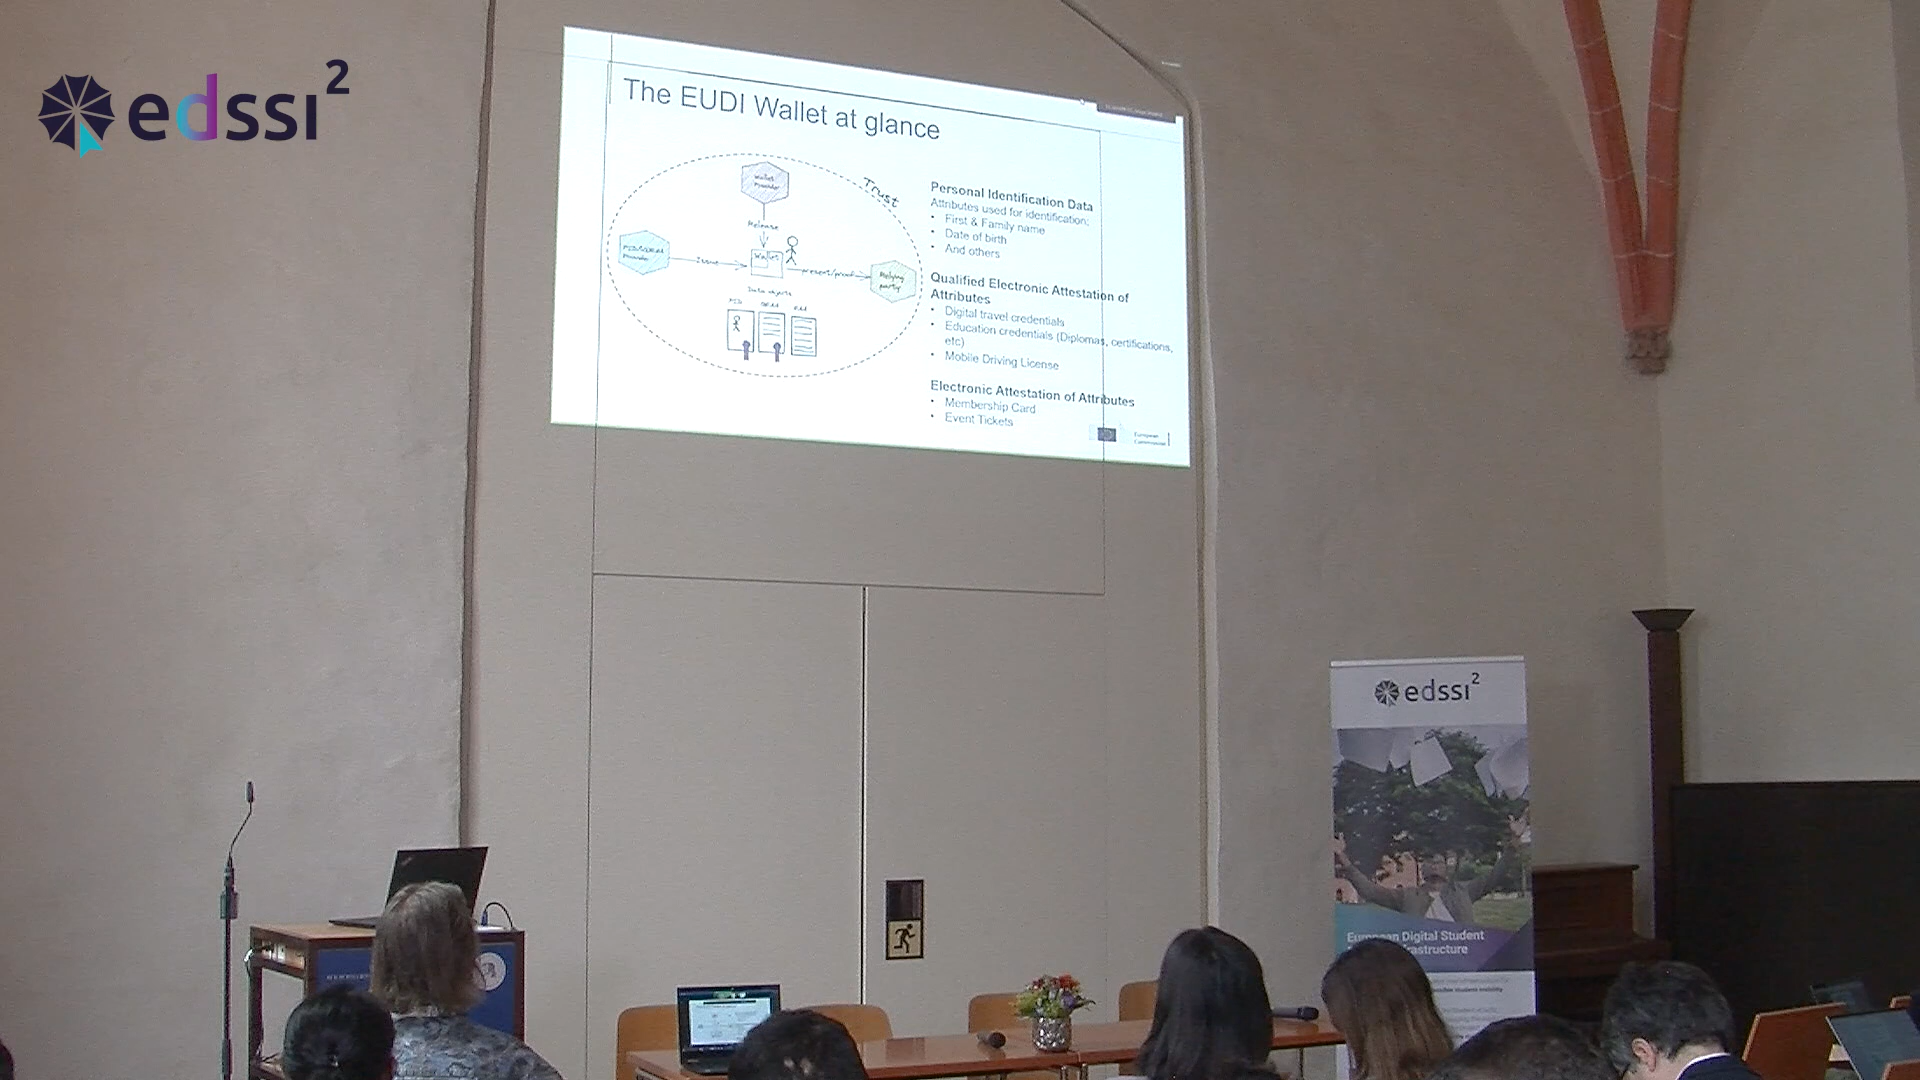 edssi²
The EUDI Wallet at glance
Trust
Wallet
Provider
Release
Issue
Wallet
present/proof
Relying
party
Data objects
PID
Personal Identification Data
Attributes used for identification:
• First & Family name
• Date of birth
• And others
Qualified Electronic Attestation of
Attributes
• Digital travel credentials
• Education credentials (Diplomas, certifications,
etc)
• Mobile Driving License
Electronic Attestation of Attributes
• Membership Card
• Event Tickets
European
Commission
edssi²
European Digital Student